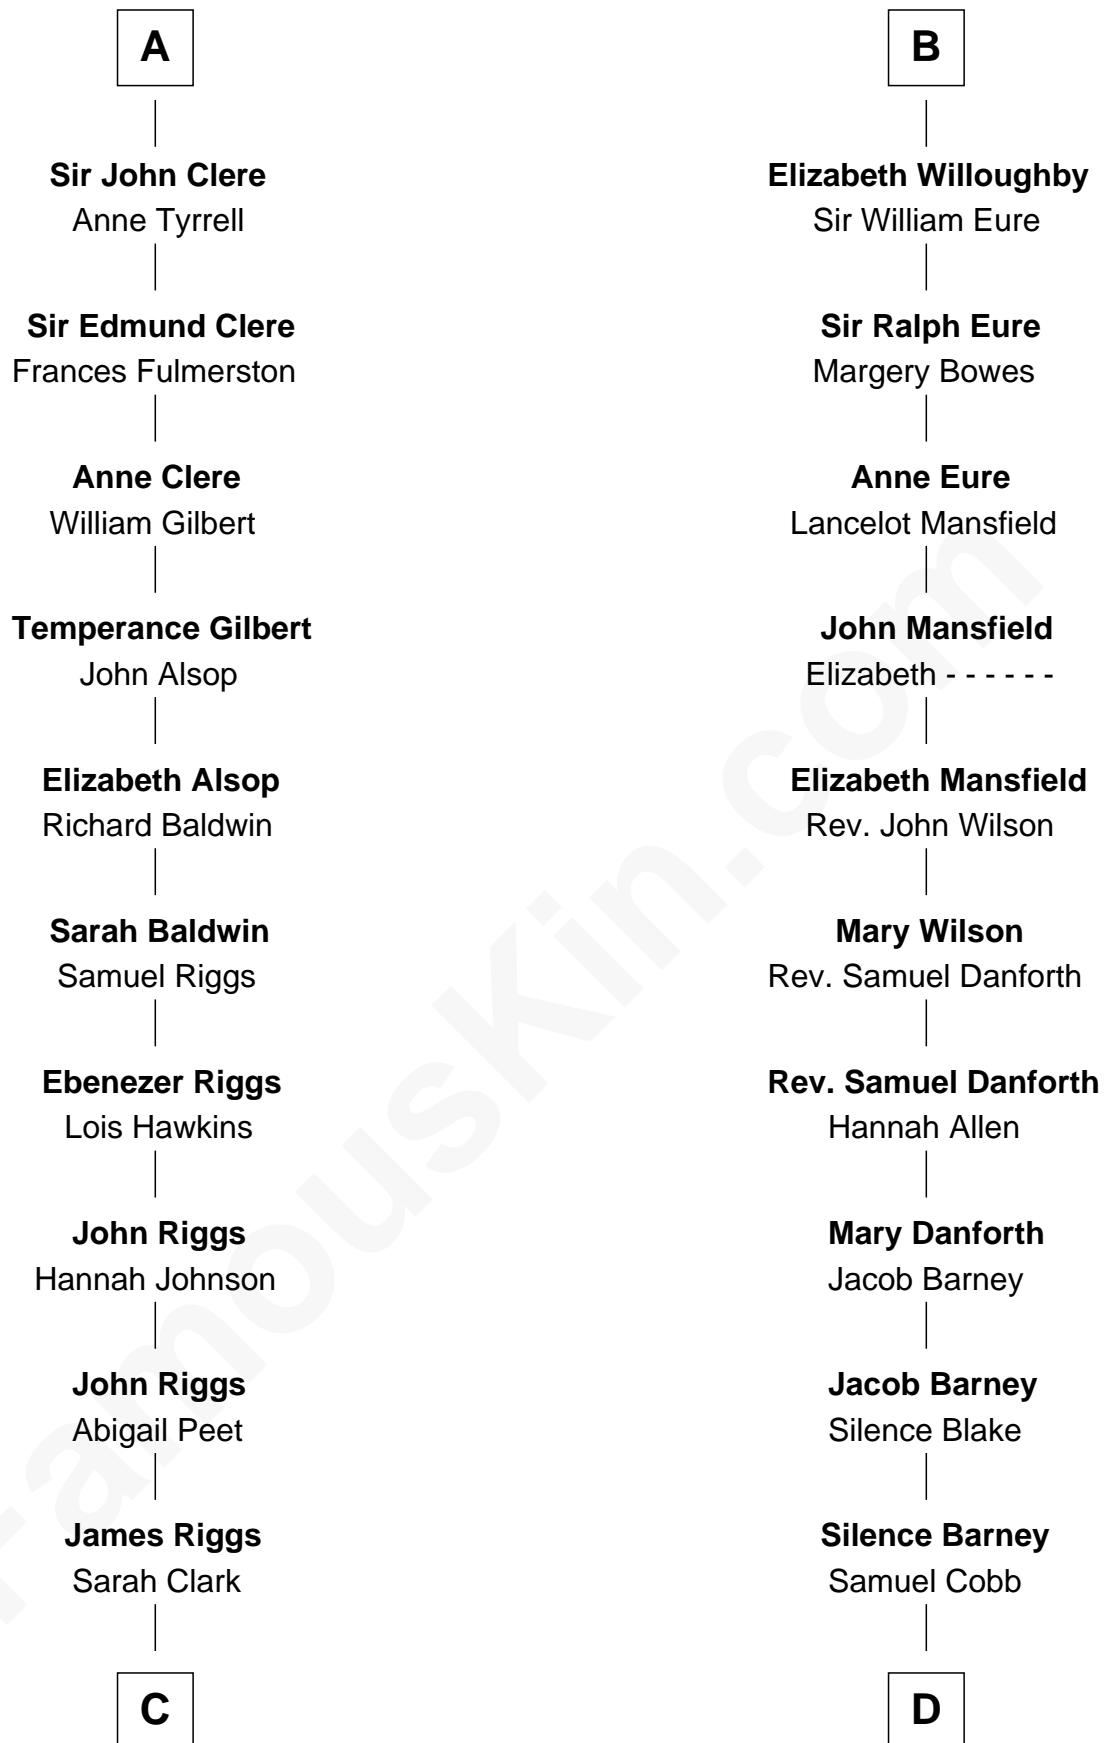 A
Sir John Clere
Anne Tyrrell
Sir Edmund Clere
Frances Fulmerston
Anne Clere
William Gilbert
Temperance Gilbert
John Alsop
Elizabeth Alsop
Richard Baldwin
Sarah Baldwin
Samuel Riggs
Ebenezer Riggs
Lois Hawkins
John Riggs
Hannah Johnson
John Riggs
Abigail Peet
James Riggs
Sarah Clark
C
B
Elizabeth Willoughby
Sir William Eure
Sir Ralph Eure
Margery Bowes
Anne Eure
Lancelot Mansfield
John Mansfield
Elizabeth - - - - - -
Elizabeth Mansfield
Rev. John Wilson
Mary Wilson
Rev. Samuel Danforth
Rev. Samuel Danforth
Hannah Allen
Mary Danforth
Jacob Barney
Jacob Barney
Silence Blake
Silence Barney
Samuel Cobb
D
FamousKin.com